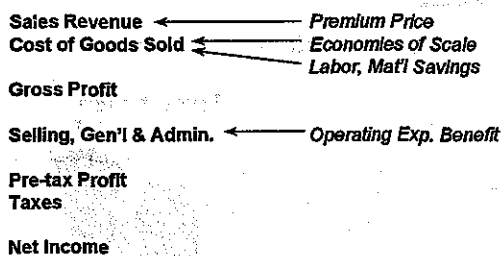 Sales Revenue Premium Price
Cost of Goods Sold Economies of Scale
Labor, Mat'l Savings
Gross Profit
Selling, Gen'l & Admin. Operating Exp. Benefit
Pre-tax Profit
Taxes
Net Income